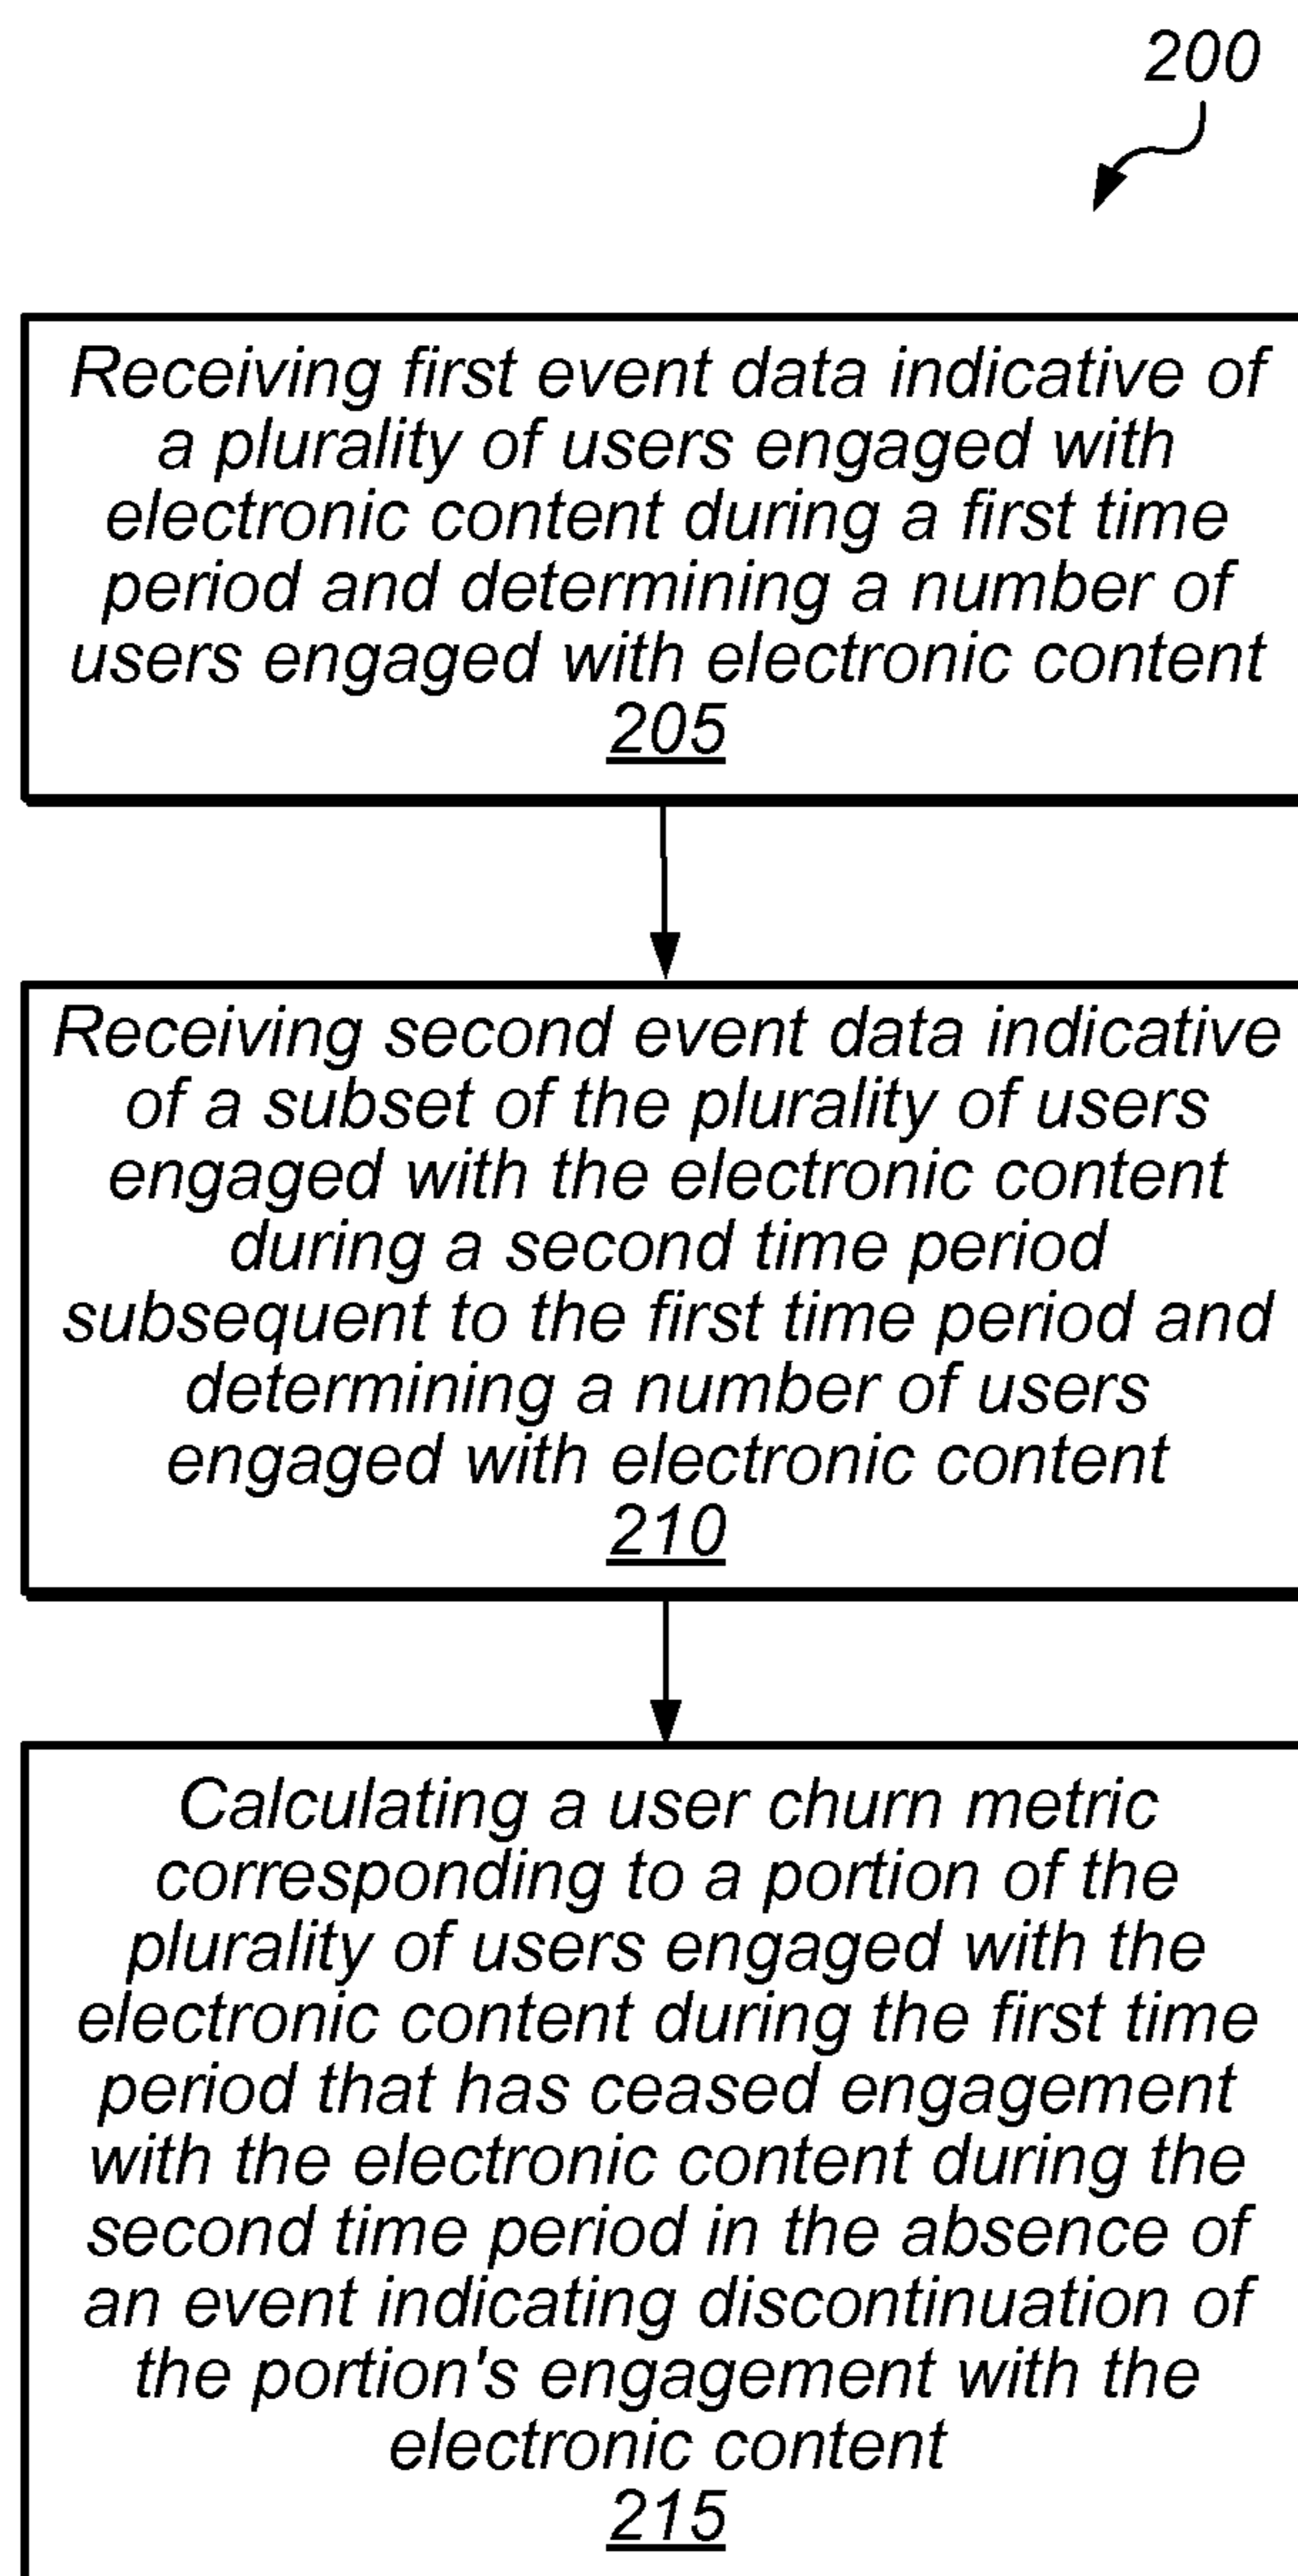 200
Receiving first event data indicative of
a plurality of users engaged with
electronic content during a first time
period and determining a number of
users engaged with electronic content
205
Receiving second event data indicative
of a subset of the plurality of users
engaged with the electronic content
during a second time period
subsequent to the first time period and
determining a number of users
engaged with electronic content
210
Calculating a user churn metric
corresponding to a portion of the
plurality of users engaged with the
electronic content during the first time
period that has ceased engagement
with the electronic content during the
second time period in the absence of
an event indicating discontinuation of
the portion's engagement with the
electronic content
215